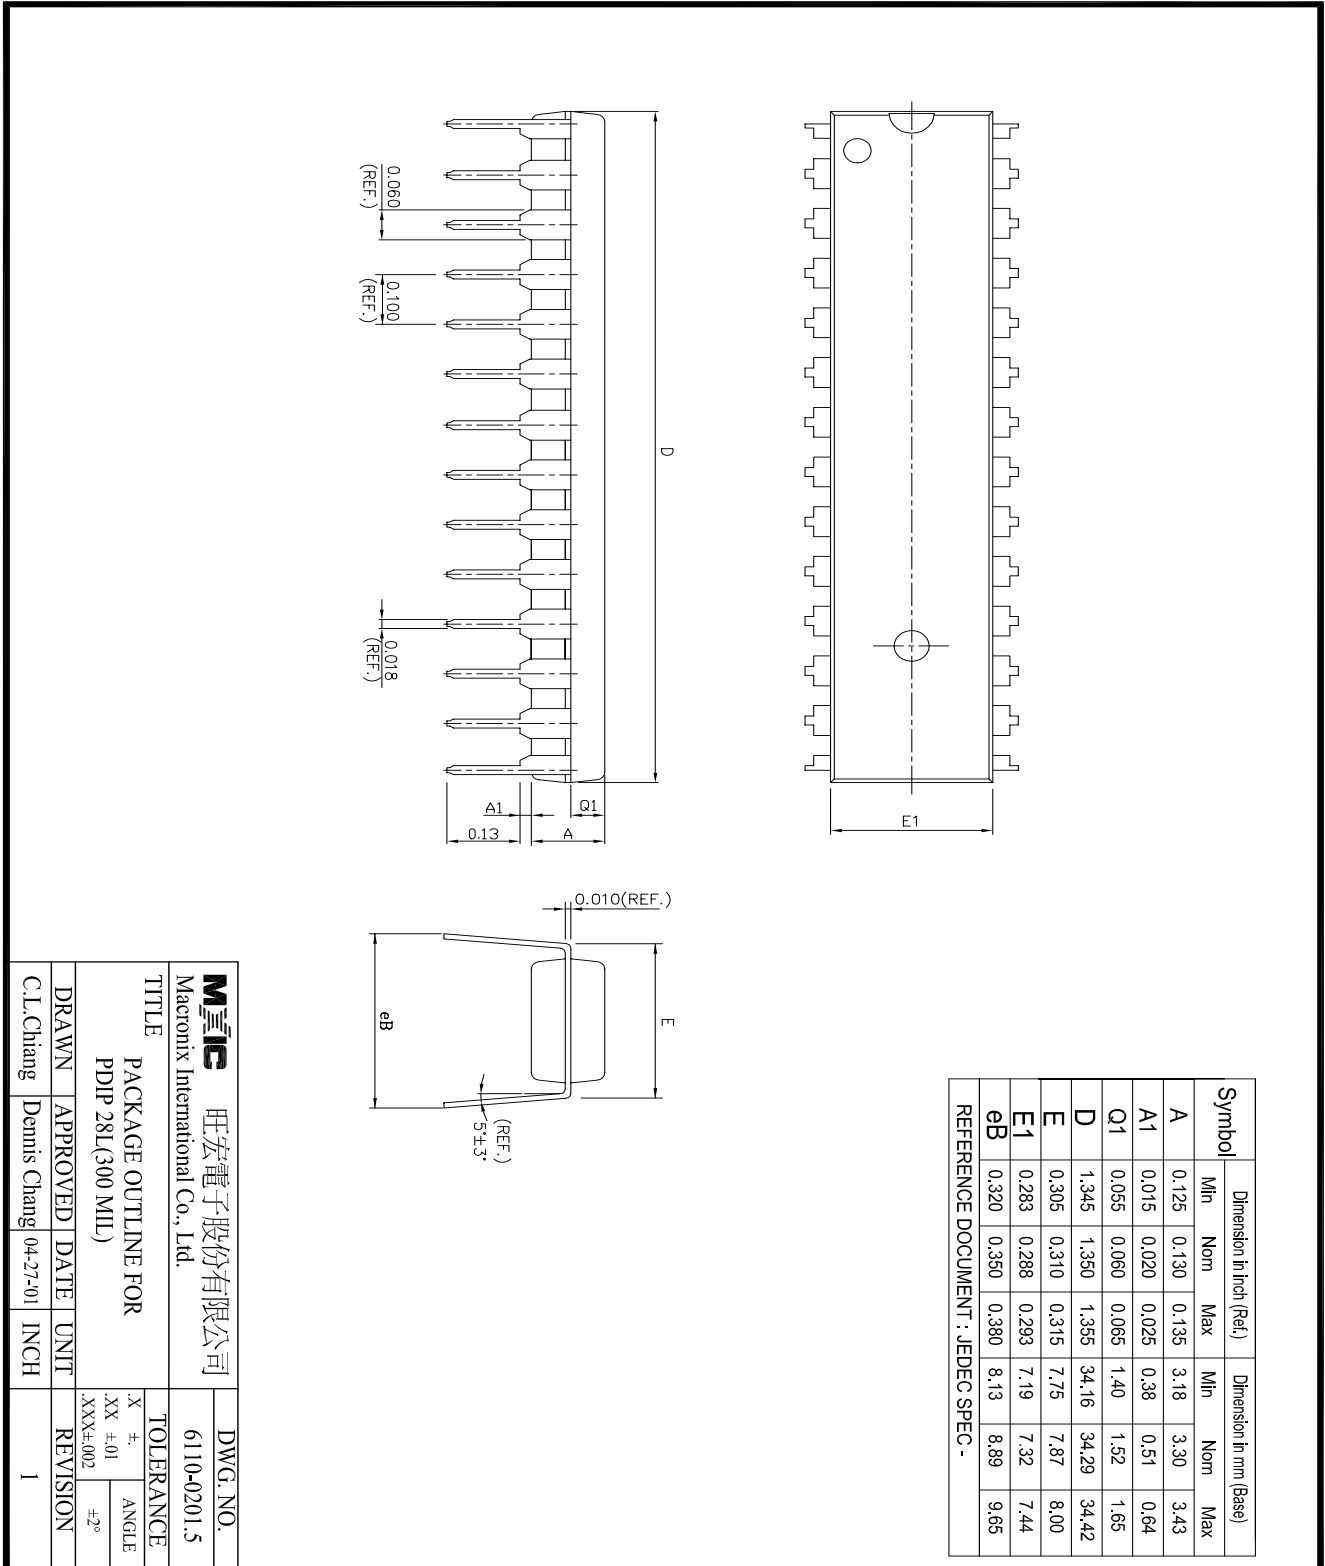 D
E1
0.060
(REF.)
0.100
(REF.)
0.018
(REF.)
A1
Q1
0.13
A
0.010(REF.)
E
eB
(REF.)
5°±3°
Symbol Dimension in inch (Ref.) Dimension in mm (Base)
Min Nom Max Min Nom Max
A 0.125 0.130 0.135 3.18 3.30 3.43
A1 0.015 0.020 0.025 0.38 0.51 0.64
Q1 0.055 0.060 0.065 1.40 1.52 1.65
D 1.345 1.350 1.355 34.16 34.29 34.42
E 0.305 0.310 0.315 7.75 7.87 8.00
E1 0.283 0.288 0.293 7.19 7.32 7.44
eB 0.320 0.350 0.380 8.13 8.89 9.65
REFERENCE DOCUMENT : JEDEC SPEC -
MXIC 旺宏電子股份有限公司
Macronix International Co., Ltd.
DWG. NO.
6110-0201.5
TITLE
PACKAGE OUTLINE FOR
PDIP 28L(300 MIL)
TOLERANCE
.X ±.
.XX ±.01
.XXX±.002
ANGLE
±2°
DRAWN APPROVED DATE UNIT REVISION
C.L.Chiang Dennis Chang 04-27-'01 INCH 1